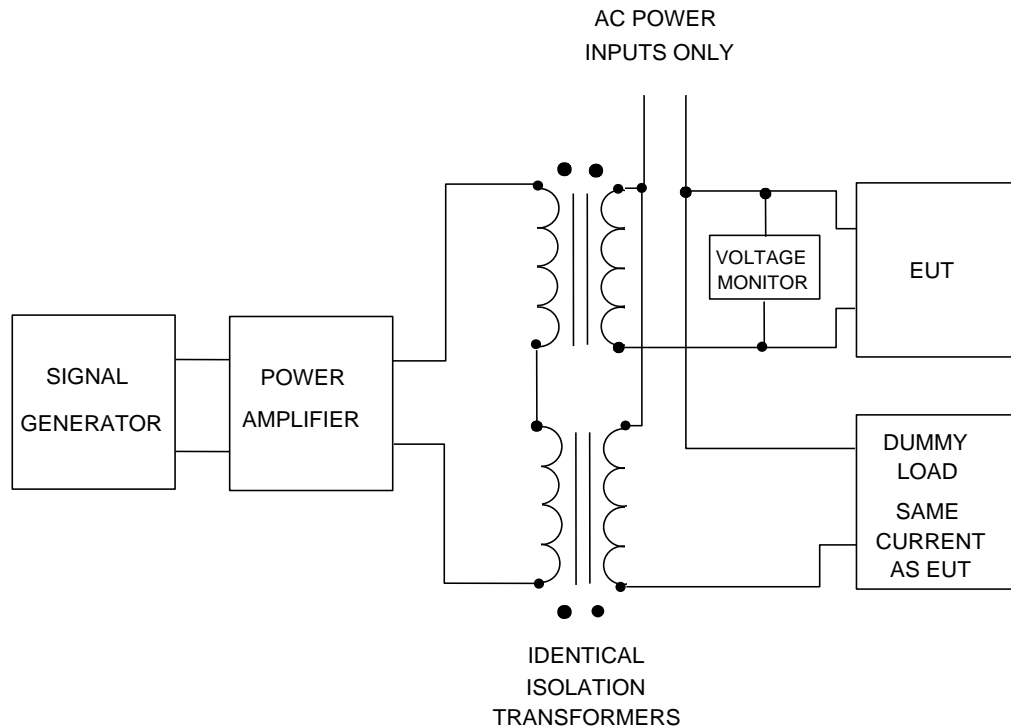 AC POWER
INPUTS ONLY
VOLTAGE
MONITOR
EUT
SIGNAL
GENERATOR
POWER
AMPLIFIER
DUMMY
LOAD
SAME
CURRENT
AS EUT
IDENTICAL
ISOLATION
TRANSFORMERS